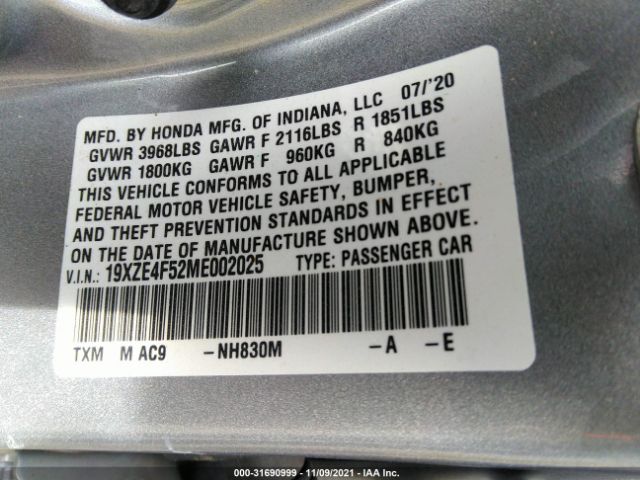 MFD. BY HONDA MFG. OF INDIANA, LLC 07/'20
GVWR 3968LBS GAWR F 2116LBS R 1851LBS
GVWR 1800KG GAWR F 960KG R 840KG
THIS VEHICLE CONFORMS TO ALL APPLICABLE
FEDERAL MOTOR VEHICLE SAFETY, BUMPER,
AND THEFT PREVENTION STANDARDS IN EFFECT
ON THE DATE OF MANUFACTURE SHOWN ABOVE.
V.I.N.: 19XZE4F52ME002025 TYPE: PASSENGER CAR
TXM M AC9 -NH830M -A -E
000-31690999 - 11/09/2021 - IAA Inc.